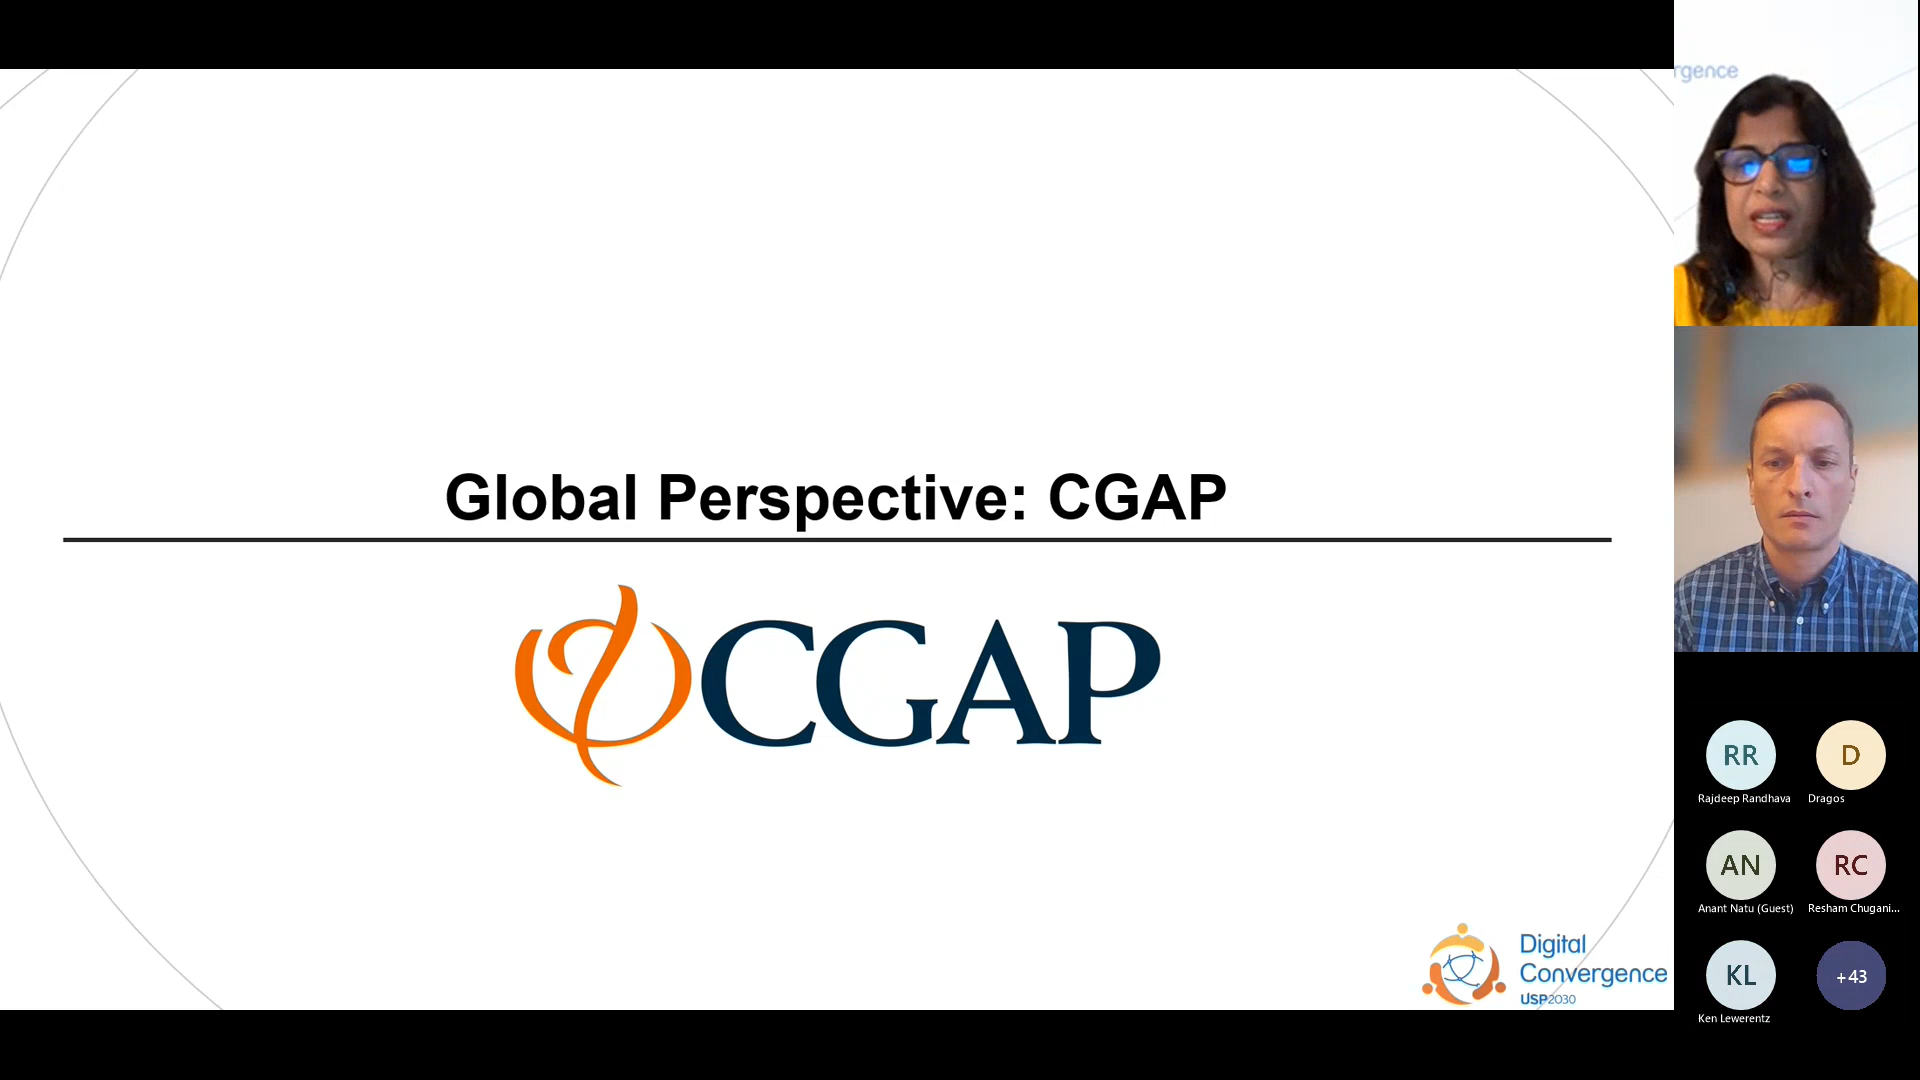 Global Perspective: CGAP
CGAP
Digital
Convergence
USP2030
rgence
RR
Rajdeep Randhava
D
Dragos
AN
Anant Natu (Guest)
RC
Resham Chugani...
KL
Ken Lewerentz
+43